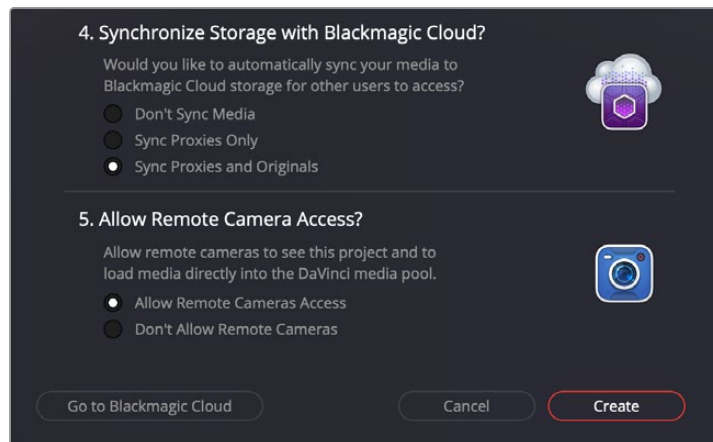 4. Synchronize Storage with Blackmagic Cloud?
Would you like to automatically sync your media to
Blackmagic Cloud storage for other users to access?
Don't Sync Media
Sync Proxies Only
Sync Proxies and Originals
5. Allow Remote Camera Access?
Allow remote cameras to see this project and to
load media directly into the DaVinci media pool.
Allow Remote Cameras Access
Don't Allow Remote Cameras
Go to Blackmagic Cloud
Cancel
Create